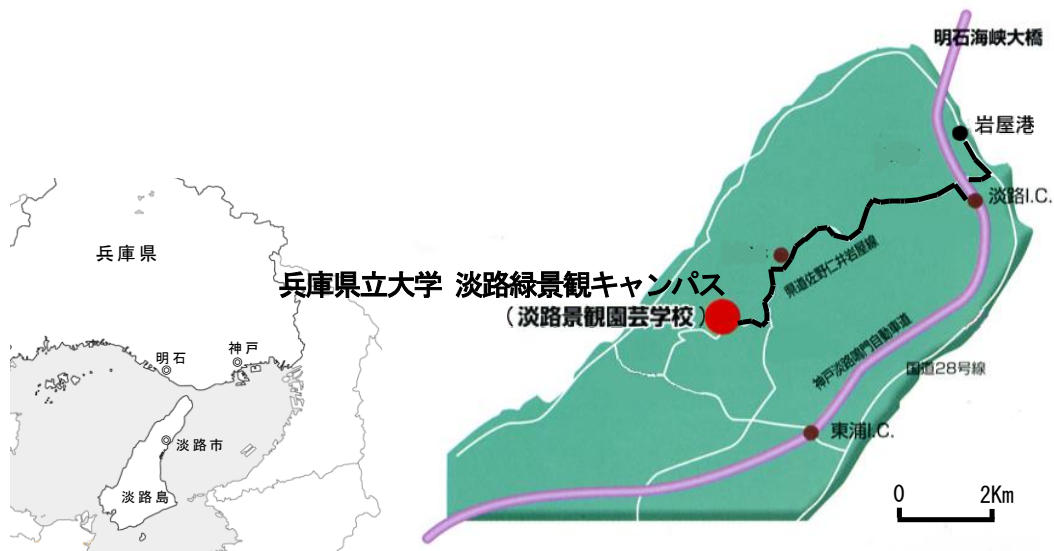 明石海峡大橋
岩屋港
淡路I.C.
兵庫県
県道佐野仁井岩屋線
兵庫県立大学 淡路緑景観キャンパス
(淡路景観園芸学校)
神戸淡路鳴門自動車道
国道28号線
明石
神戸
淡路市
東浦I.C.
淡路島
0 2Km